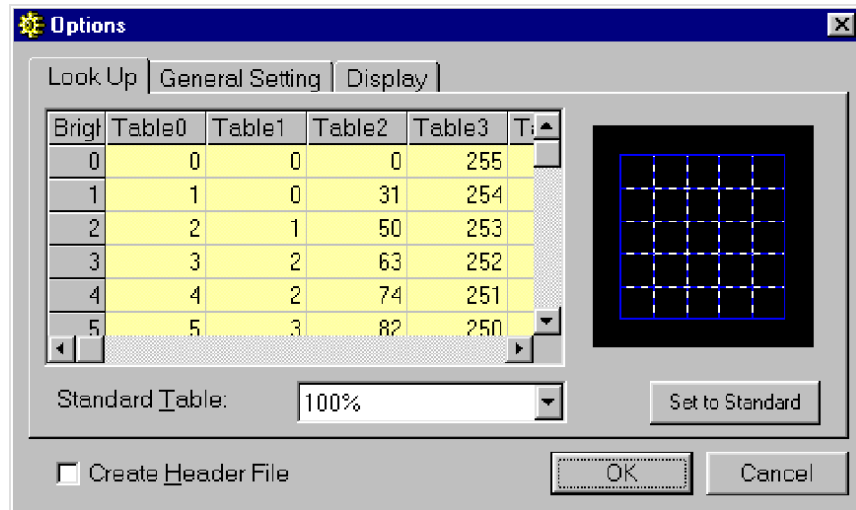 Options
Look Up General Setting Display
Brigh Table0 Table1 Table2 Table3 Ta
0 0 0 0 255
1 1 0 31 254
2 2 1 50 253
3 3 2 63 252
4 4 2 74 251
5 5 3 82 250
Standard Table: 100% Set to Standard
Create Header File OK Cancel